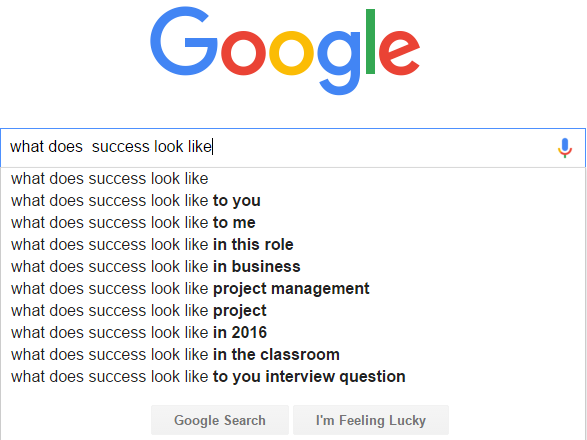 Google
what does  success look like
what does success look like
what does success look like to you
what does success look like to me
what does success look like in this role
what does success look like in business
what does success look like project management
what does success look like project
what does success look like in 2016
what does success look like in the classroom
what does success look like to you interview question
Google Search I'm Feeling Lucky